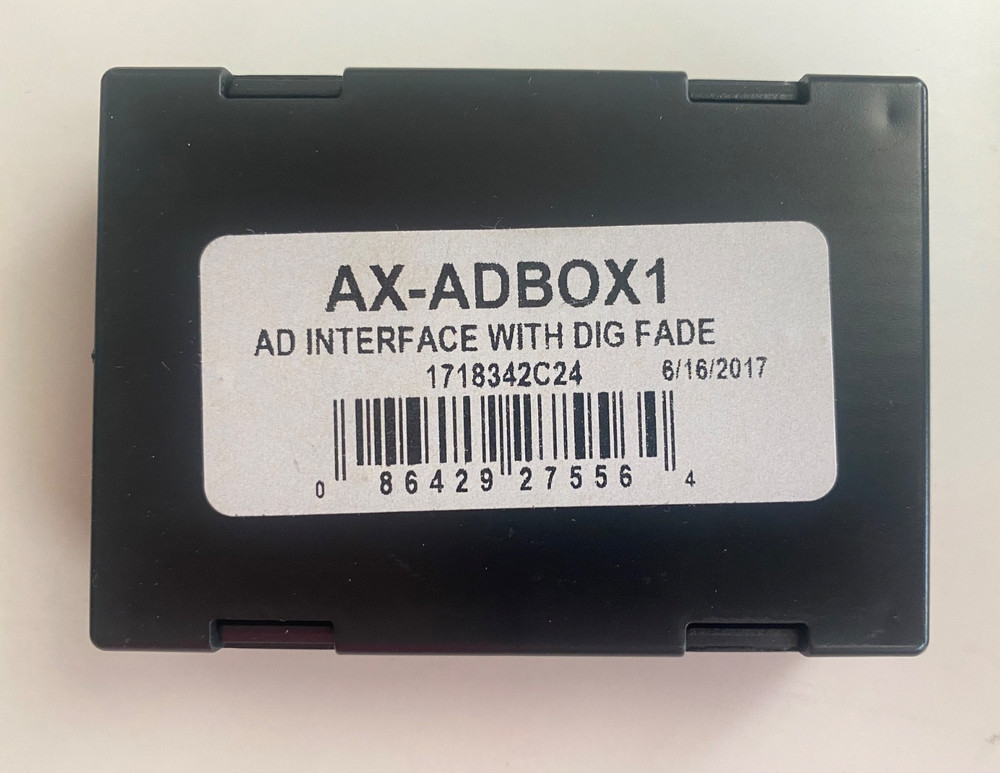 AX-ADBOX1
AD INTERFACE WITH DIG FADE
1718342C24 6/16/2017
0 86429 27556 4